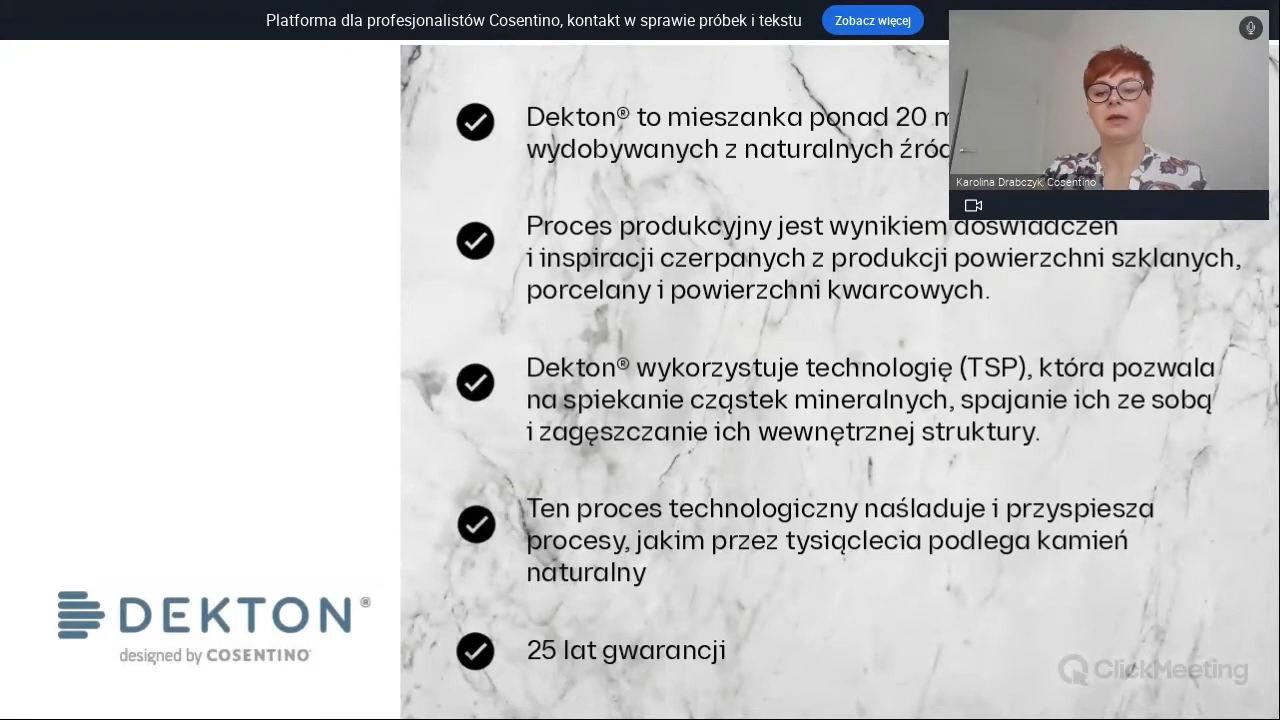 Platforma dla profesjonalistów Cosentino, kontakt w sprawie próbek i tekstu
Zobacz więcej
Karolina Drabczyk, Cosentino
Dekton® to mieszanka ponad 20
wydobywanych z naturalnych
Proces produkcyjny jest wynikiem doświadczeń
i inspiracji czerpanych z produkcji powierzchni szklanych,
porcelany i powierzchni kwarcowych.
Dekton® wykorzystuje technologię (TSP), która pozwala
na spiekanie cząstek mineralnych, spajanie ich ze sobą
i zagęszczanie ich wewnętrznej struktury.
Ten proces technologiczny naśladuje i przyspiesza
procesy, jakim przez tysiąclecia podlega kamień
naturalny
25 lat gwarancji
DEKTON®
designed by COSENTINO®
ClickMeeting